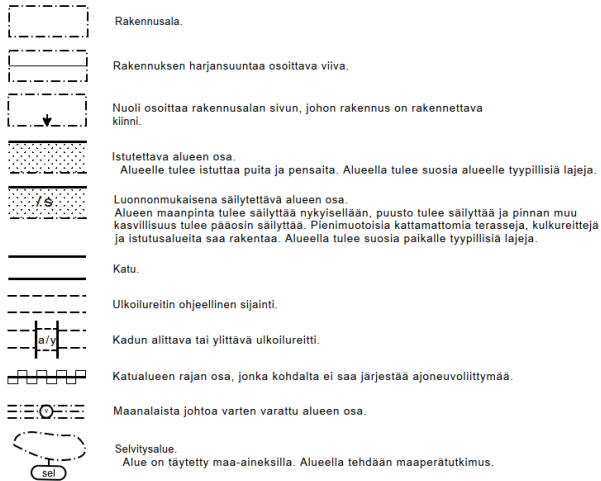 Rakennusala.
Rakennuksen harjansuuntaa osoittava viiva.
Nuoli osoittaa rakennusalan sivun, johon rakennus on rakennettava
kiinni.
Istutettava alueen osa.
Alueelle tulee istuttaa puita ja pensaita. Alueella tulee suosia alueelle tyypillisiä lajeja.
/ s
Luonnonmukaisena säilytettävä alueen osa.
Alueen maanpinta tulee säilyttää nykyisellään, puusto tulee säilyttää ja pinnan muu
kasvillisuus tulee pääosin säilyttää. Pienimuotoisia kattamattomia terasseja, kulkureittejä
ja istutusalueita saa rakentaa. Alueella tulee suosia paikalle tyypillisiä lajeja.
Katu.
Ulkoilureitin ohjeellinen sijainti.
a/y
Kadun alittava tai ylittävä ulkoilureitti.
Katualueen rajan osa, jonka kohdalta ei saa järjestää ajoneuvoliittymää.
v
Maanalaista johtoa varten varattu alueen osa.
Selvitysalue.
Alue on täytetty maa-aineksilla. Alueella tehdään maaperätutkimus.
sel